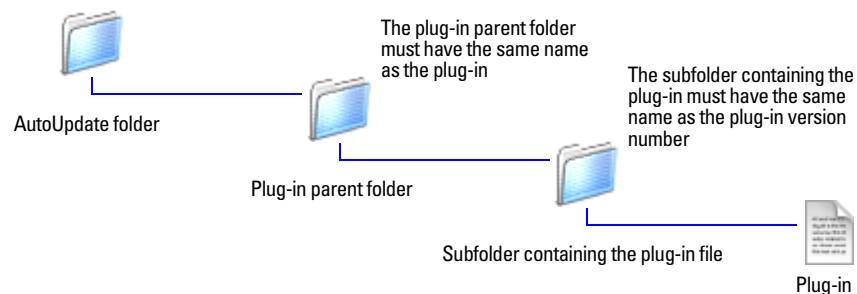 The plug-in parent folder
must have the same name
as the plug-in
AutoUpdate folder
The subfolder containing the
plug-in must have the same
name as the plug-in version
number
Plug-in parent folder
Subfolder containing the plug-in file
Plug-in